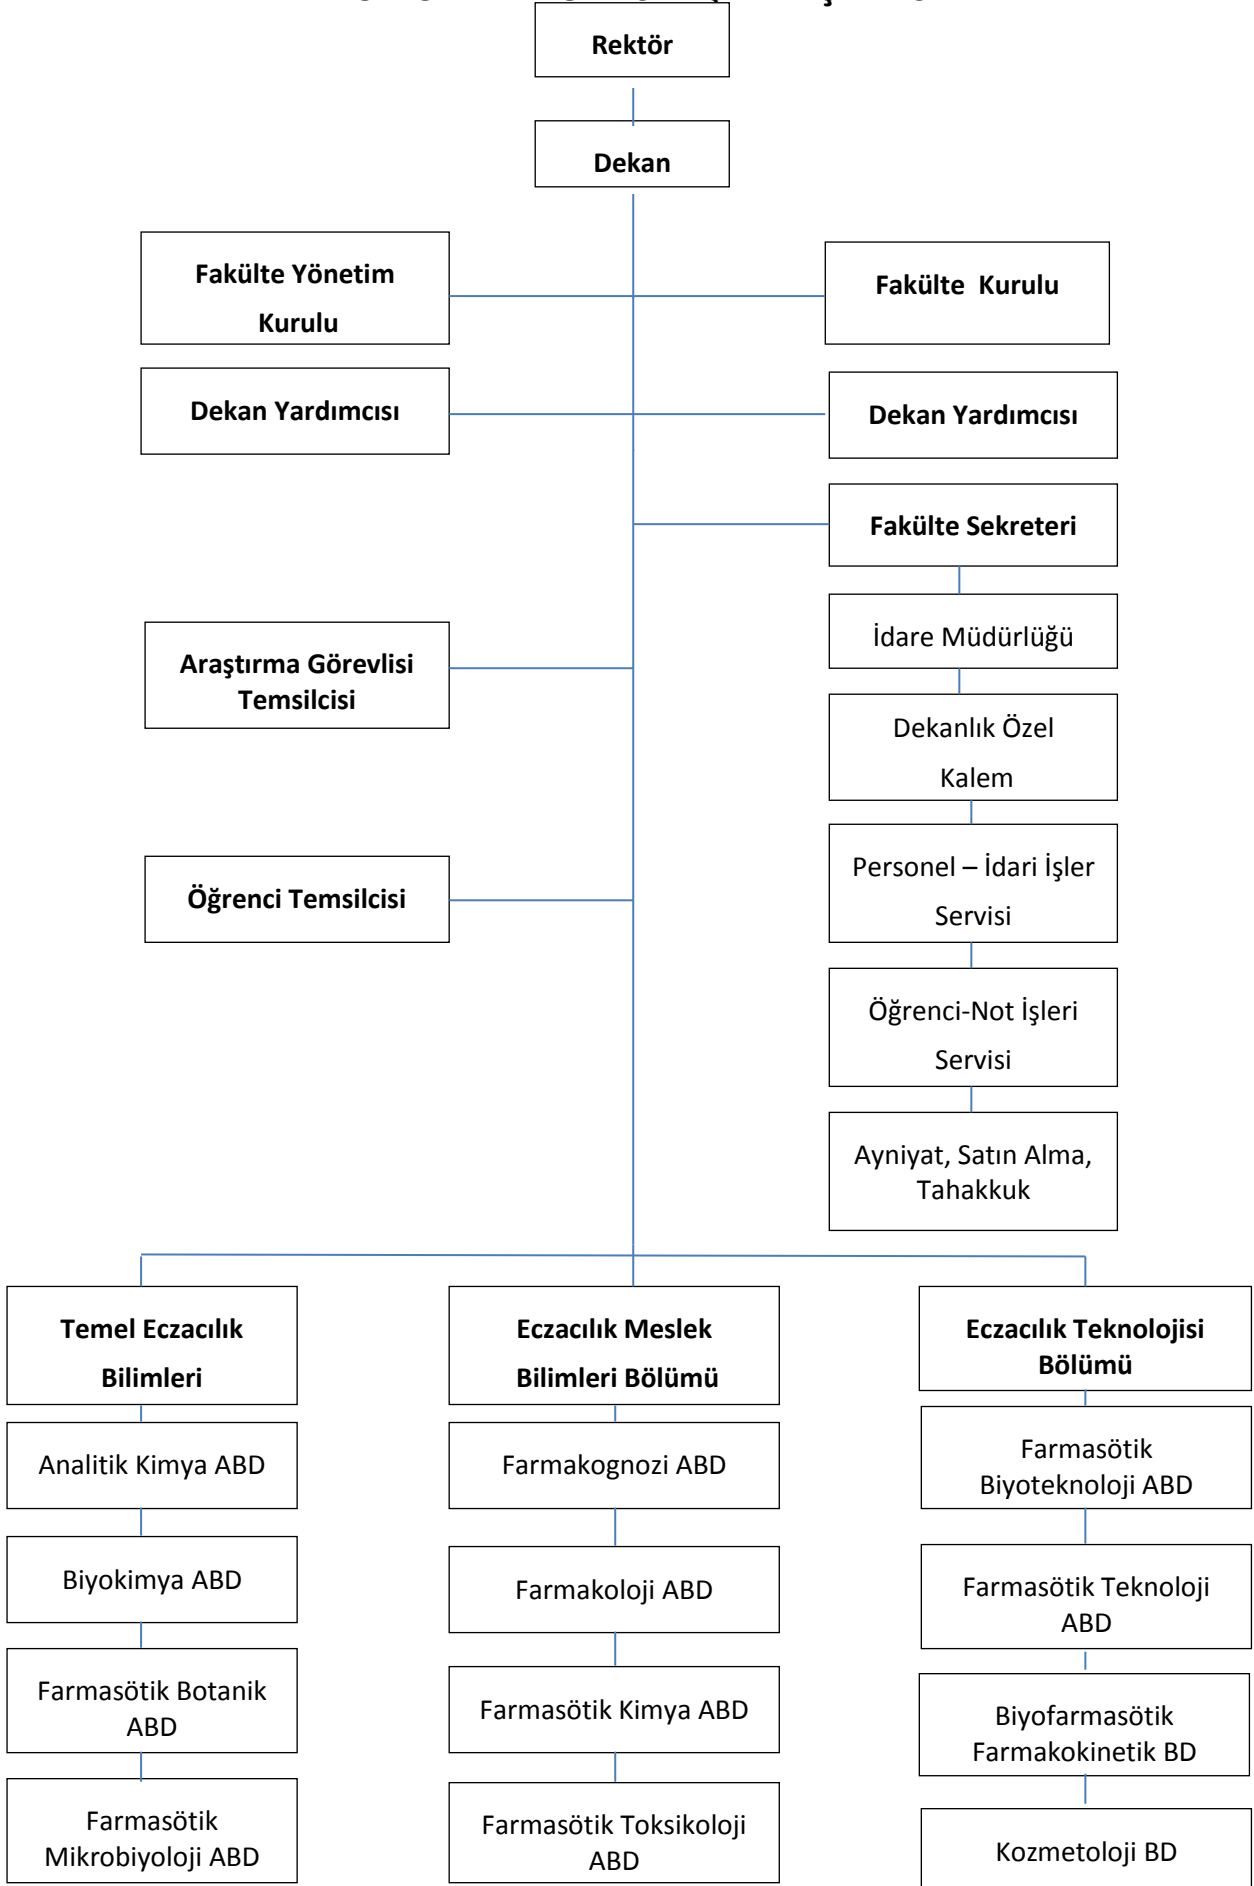 Rektör
Dekan
Fakülte Yönetim
Kurulu
Fakülte Kurulu
Dekan Yardımcısı
Dekan Yardımcısı
Fakülte Sekreteri
İdare Müdürlüğü
Araştırma Görevlisi
Temsilcisi
Dekanlık Özel
Kalem
Personel – İdari İşler
Servisi
Öğrenci Temsilcisi
Öğrenci-Not İşleri
Servisi
Ayniyat, Satın Alma,
Tahakkuk
Temel Eczacılık
Bilimleri
Analitik Kimya ABD
Biyokimya ABD
Farmasötik Botanik
ABD
Farmasötik
Mikrobiyoloji ABD
Eczacılık Meslek
Bilimleri Bölümü
Farmakognozi ABD
Farmakoloji ABD
Farmasötik Kimya ABD
Farmasötik Toksikoloji
ABD
Eczacılık Teknolojisi
Bölümü
Farmasötik
Biyoteknoloji ABD
Farmasötik Teknoloji
ABD
Biyofarmasötik
Farmakokinetik BD
Kozmetoloji BD